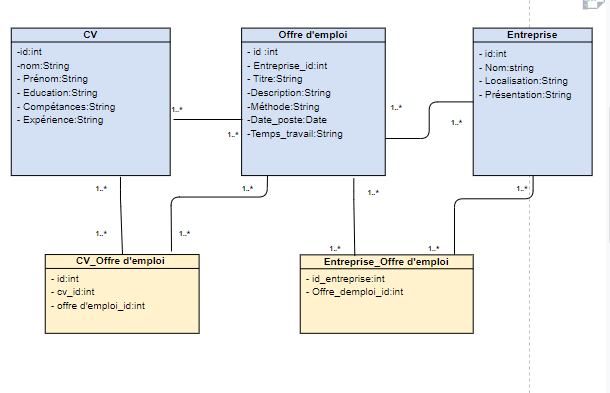 CV
-id:int
-nom:String
- Prénom:String
- Education:String
- Compétances:String
- Expérience:String
Offre d'emploi
- id :int
- Entreprise_id:int
- Titre:String
-Description:String
-Méthode:String
-Date_poste:Date
-Temps_travail:String
Entreprise
- id:int
- Nom:string
- Localisation:String
- Présentation:String
1..*
1..*
1..*
1..*
1..*
1..*
1..*
1..*
1..*
1..*
1..*
1..*
CV_Offre d'emploi
- id:int
- cv_id:int
- offre d'emploi_id:int
Entreprise_Offre d'emploi
- id_entreprise:int
- Offre_demploi_id:int